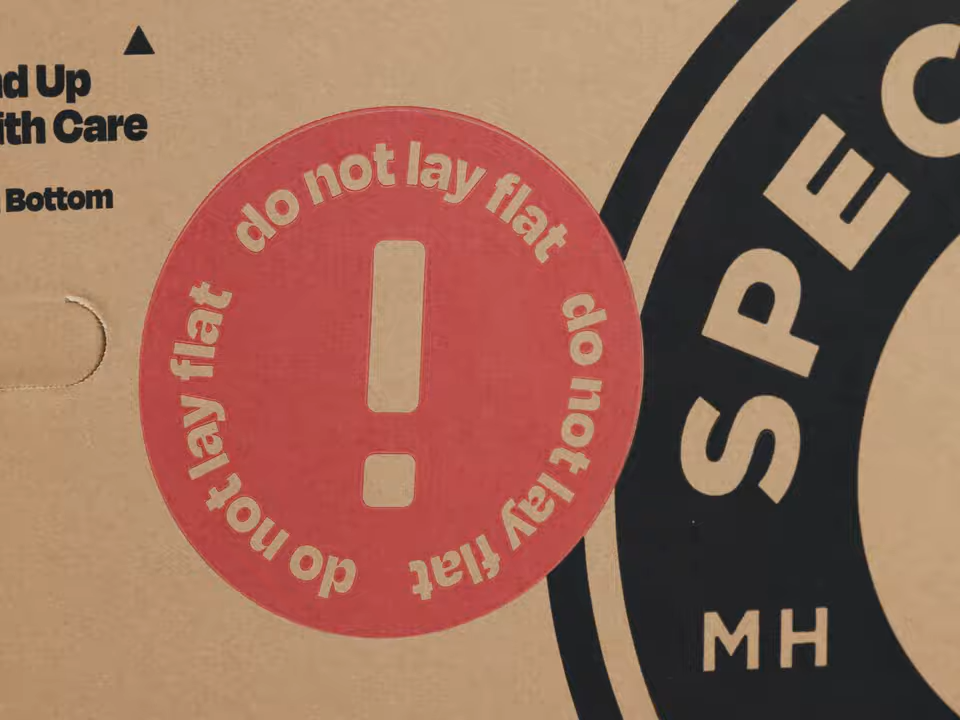 nd Up
ith Care
Bottom
do not lay flat
do not lay flat
do not lay flat
SPEC
MH